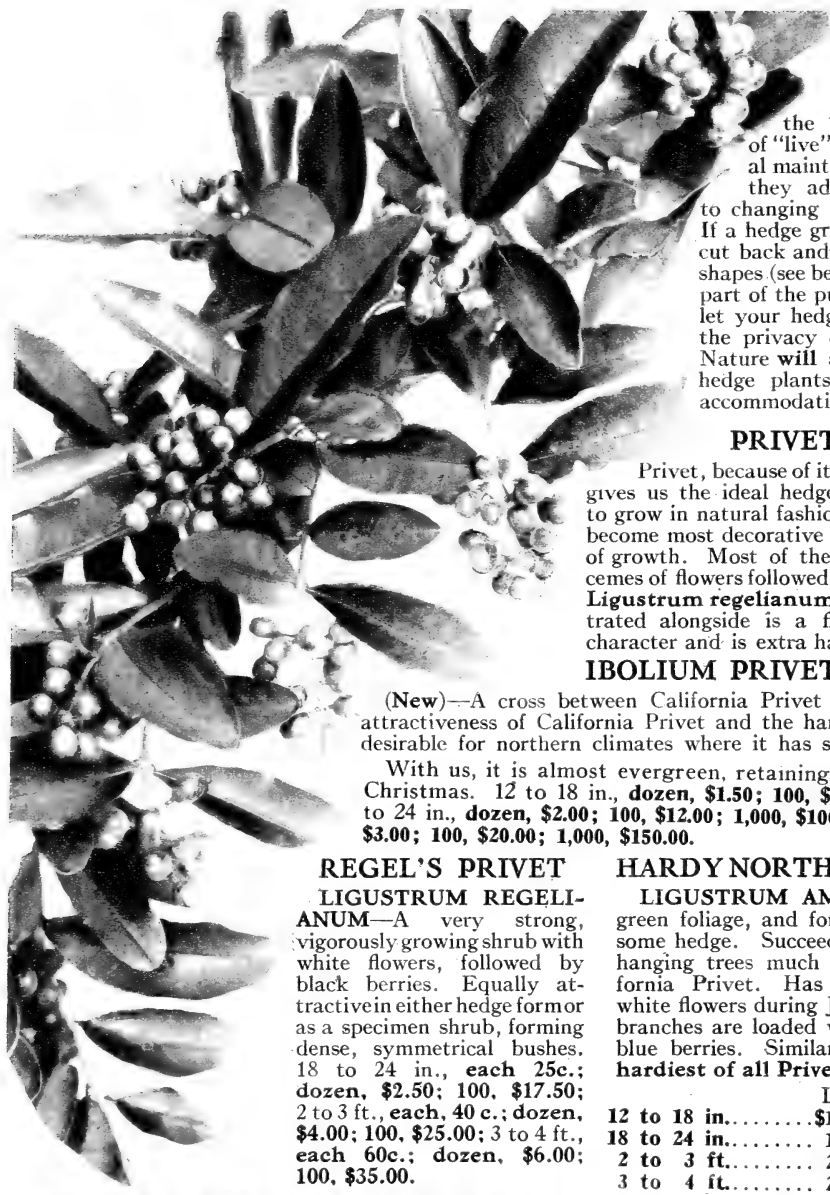 the
of "live"
al maint
they ad
to changing
If a hedge gr
cut back and
shapes (see be
part of the pu
let your hedg
the privacy
Nature will a
hedge plants
accommodati
PRIVET
Privet, because of it
gives us the ideal hedge
to grow in natural fashio
become most decorative
of growth. Most of the
cemes of flowers followed
Ligustrum regelianum
trated alongside is a f
character and is extra ha
IBOLIUM PRIVET
(New)—A cross between California Privet
attractiveness of California Privet and the har
desirable for northern climates where it has s
With us, it is almost evergreen, retaining
Christmas. 12 to 18 in., dozen, $1.50; 100, $
to 24 in., dozen, $2.00; 100, $12.00; 1,000, $100
$3.00; 100, $20.00; 1,000, $150.00.
REGEL'S PRIVET
LIGUSTRUM REGELI-
ANUM—A very strong,
vigorously growing shrub with
white flowers, followed by
black berries. Equally at-
tractive in either hedge form or
as a specimen shrub, forming
dense, symmetrical bushes.
18 to 24 in., each 25c.;
dozen, $2.50; 100, $17.50;
2 to 3 ft., each, 40 c.; dozen,
$4.00; 100, $25.00; 3 to 4 ft.,
each 60c.; dozen, $6.00;
100, $35.00.
HARDY NORTH
LIGUSTRUM AM
green foliage, and for
some hedge. Succeed
hanging trees much
fornia Privet. Has
white flowers during J
branches are loaded
blue berries. Similar
hardiest of all Prive
12 to 18 in.........$1
18 to 24 in......... 1
2 to 3 ft.........
3 to 4 ft.........